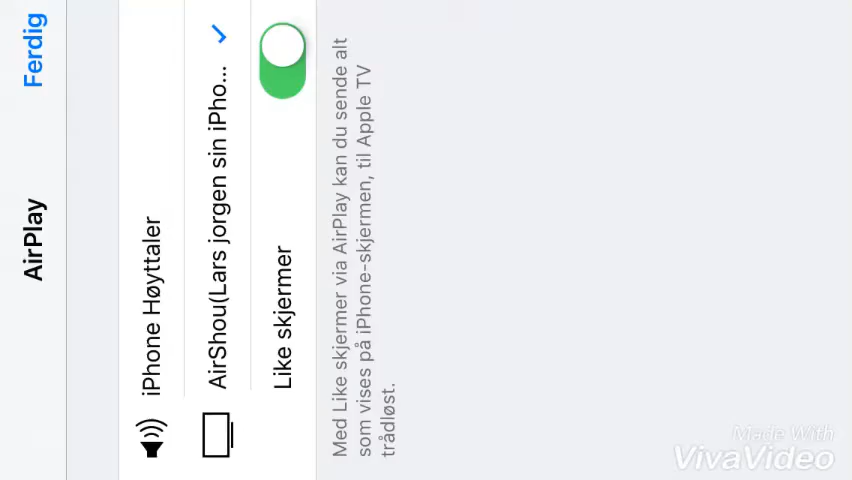 AirPlay
Ferdig
iPhone Høyttaler
AirShou(Lars jorgen sin iPho...
Like skjermer
Med Like skjermer via AirPlay kan du sende alt
som vises på iPhone-skjermen, til Apple TV
trådløst.
Made With
VivaVideo